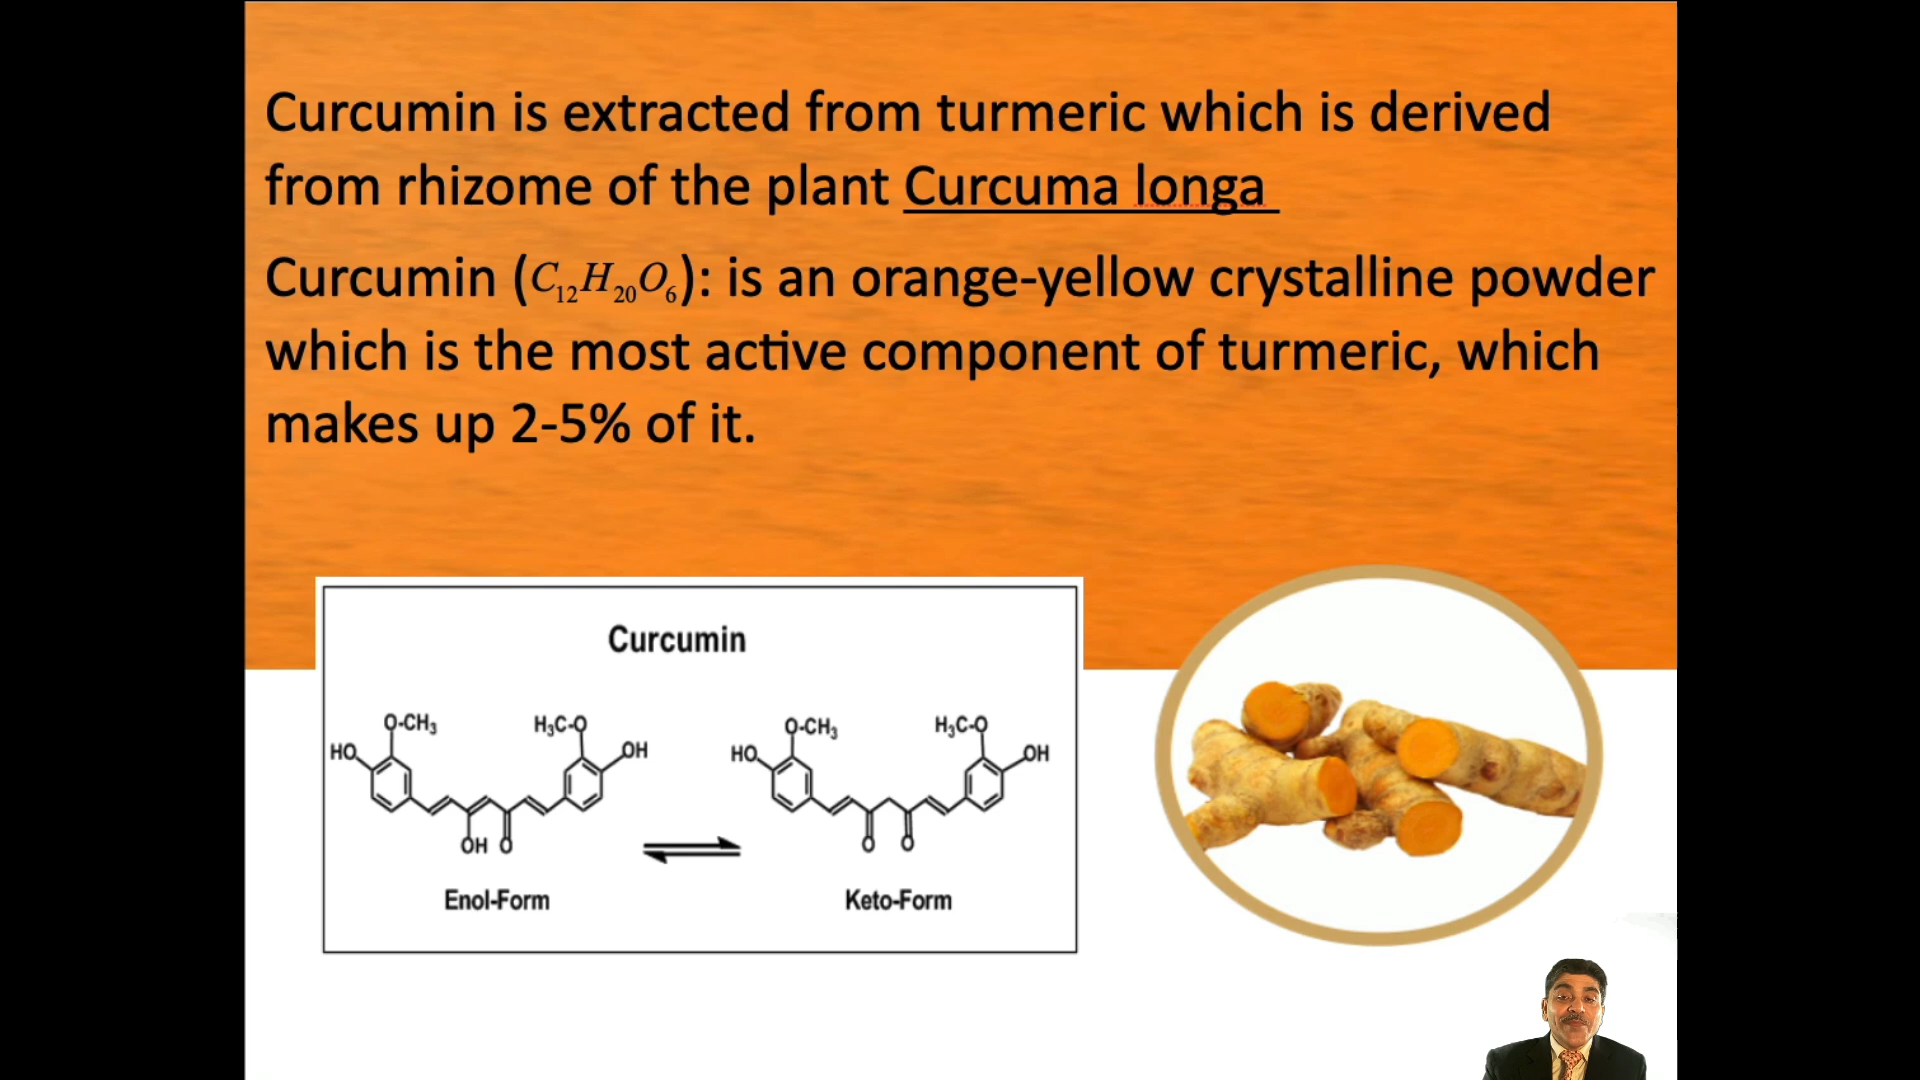 Curcumin is extracted from turmeric which is derived
from rhizome of the plant Curcuma longa
Curcumin (C₁₂H₂₀O₆): is an orange-yellow crystalline powder
which is the most active component of turmeric, which
makes up 2-5% of it.
Curcumin
O-CH₃ H₃C-O O-CH₃ H₃C-O
HO OH HO OH
OH O O O
Enol-Form Keto-Form